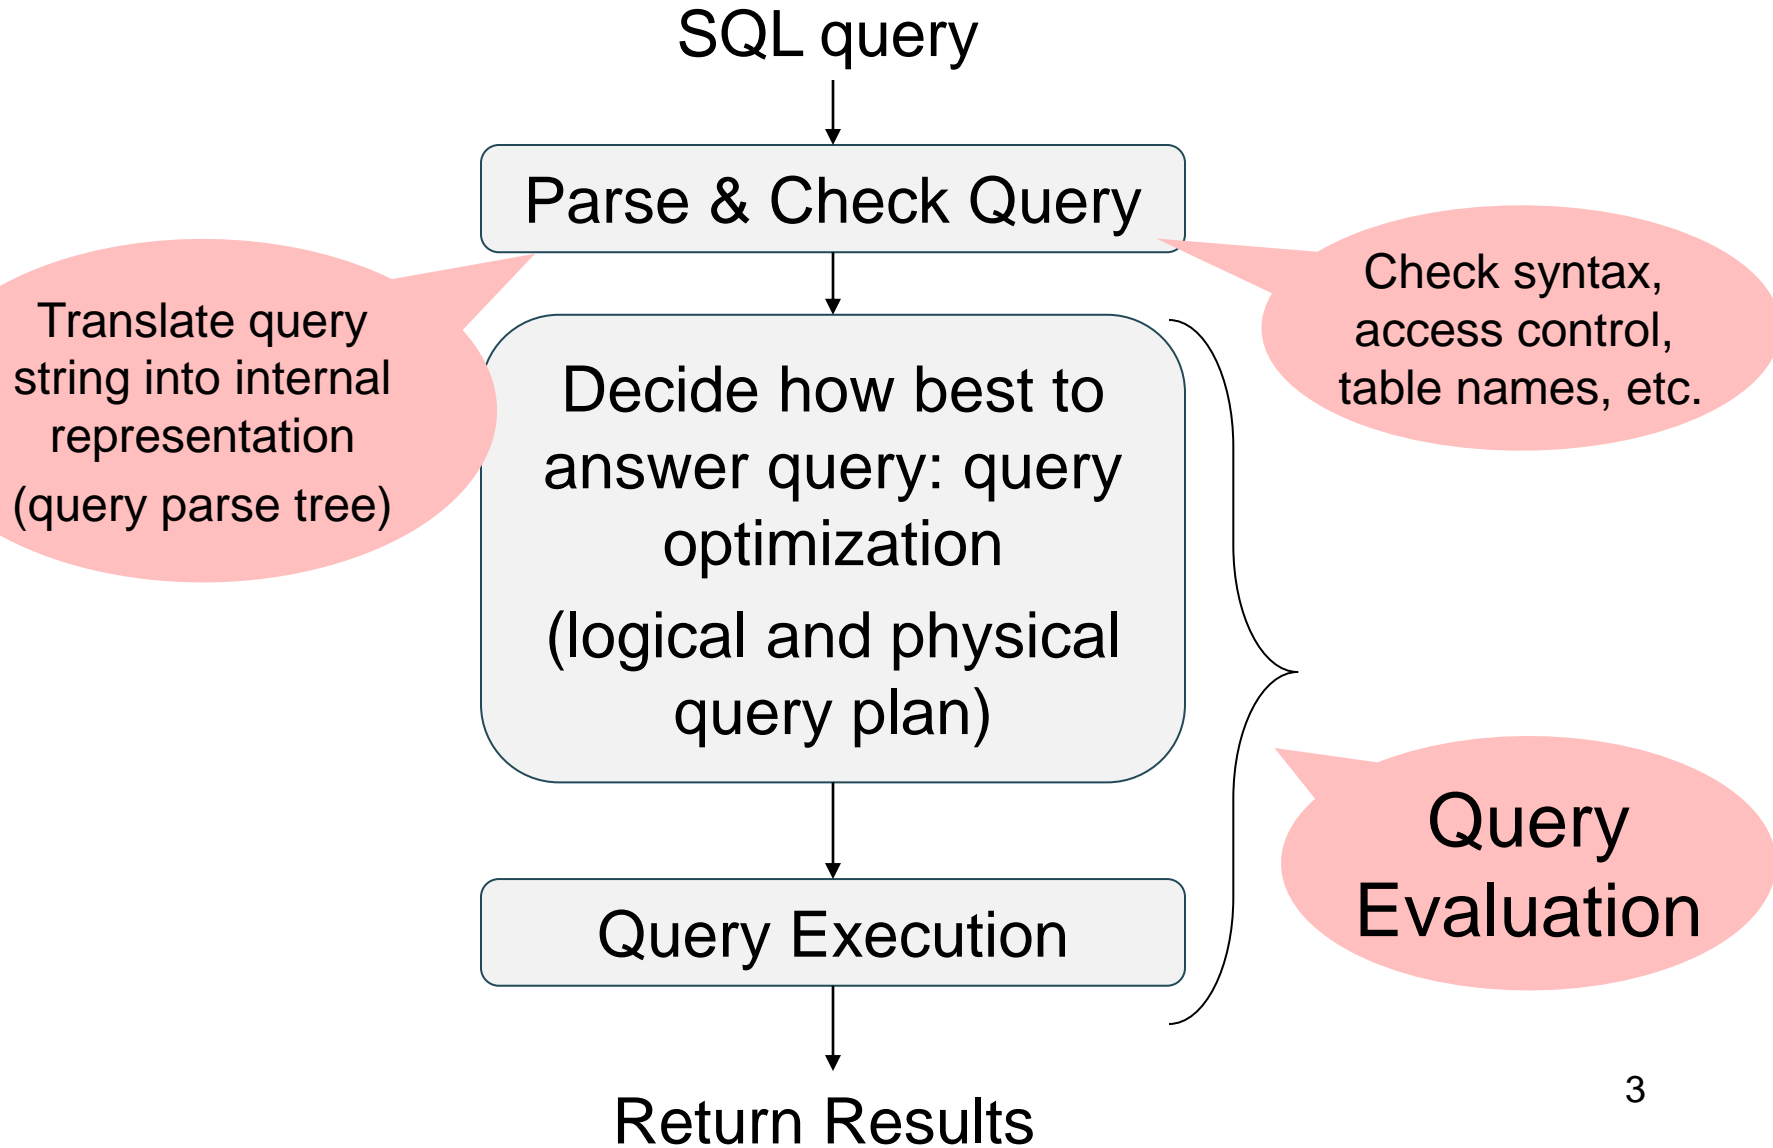 SQL query
Parse & Check Query
Translate query
string into internal
representation
(query parse tree)
Check syntax,
access control,
table names, etc.
Decide how best to
answer query: query
optimization
(logical and physical
query plan)
Query
Evaluation
Query Execution
Return Results
3